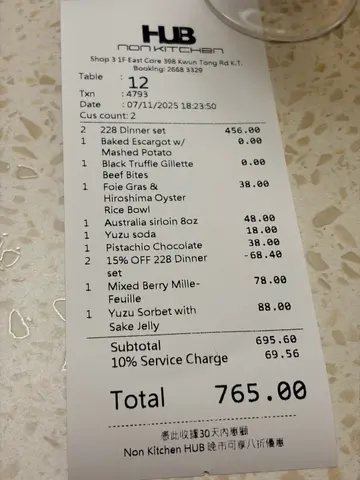 HUB
NON KITCHEN
Shop 3 1F East Core 398 Kwun Tong Rd K.T.
Booking: 2668 3329
Table : 12
Txn : 4793
Date : 07/11/2025 18:23:50
Cus count: 2
2 228 Dinner set 456.00
1 Baked Escargot w/ 0.00
Mashed Potato
1 Black Truffle Gillette 0.00
Beef Bites
1 Foie Gras & 38.00
Hiroshima Oyster
Rice Bowl
1 Australia sirloin 8oz 48.00
1 Yuzu soda 18.00
1 Pistachio Chocolate 38.00
2 15% OFF 228 Dinner -68.40
set
1 Mixed Berry Mille- 78.00
Feuille
1 Yuzu Sorbet with 88.00
Sake Jelly
Subtotal 695.60
10% Service Charge 69.56
Total 765.00
憑此收據30天內惠顧
Non Kitchen HUB 晚市可享八折優惠